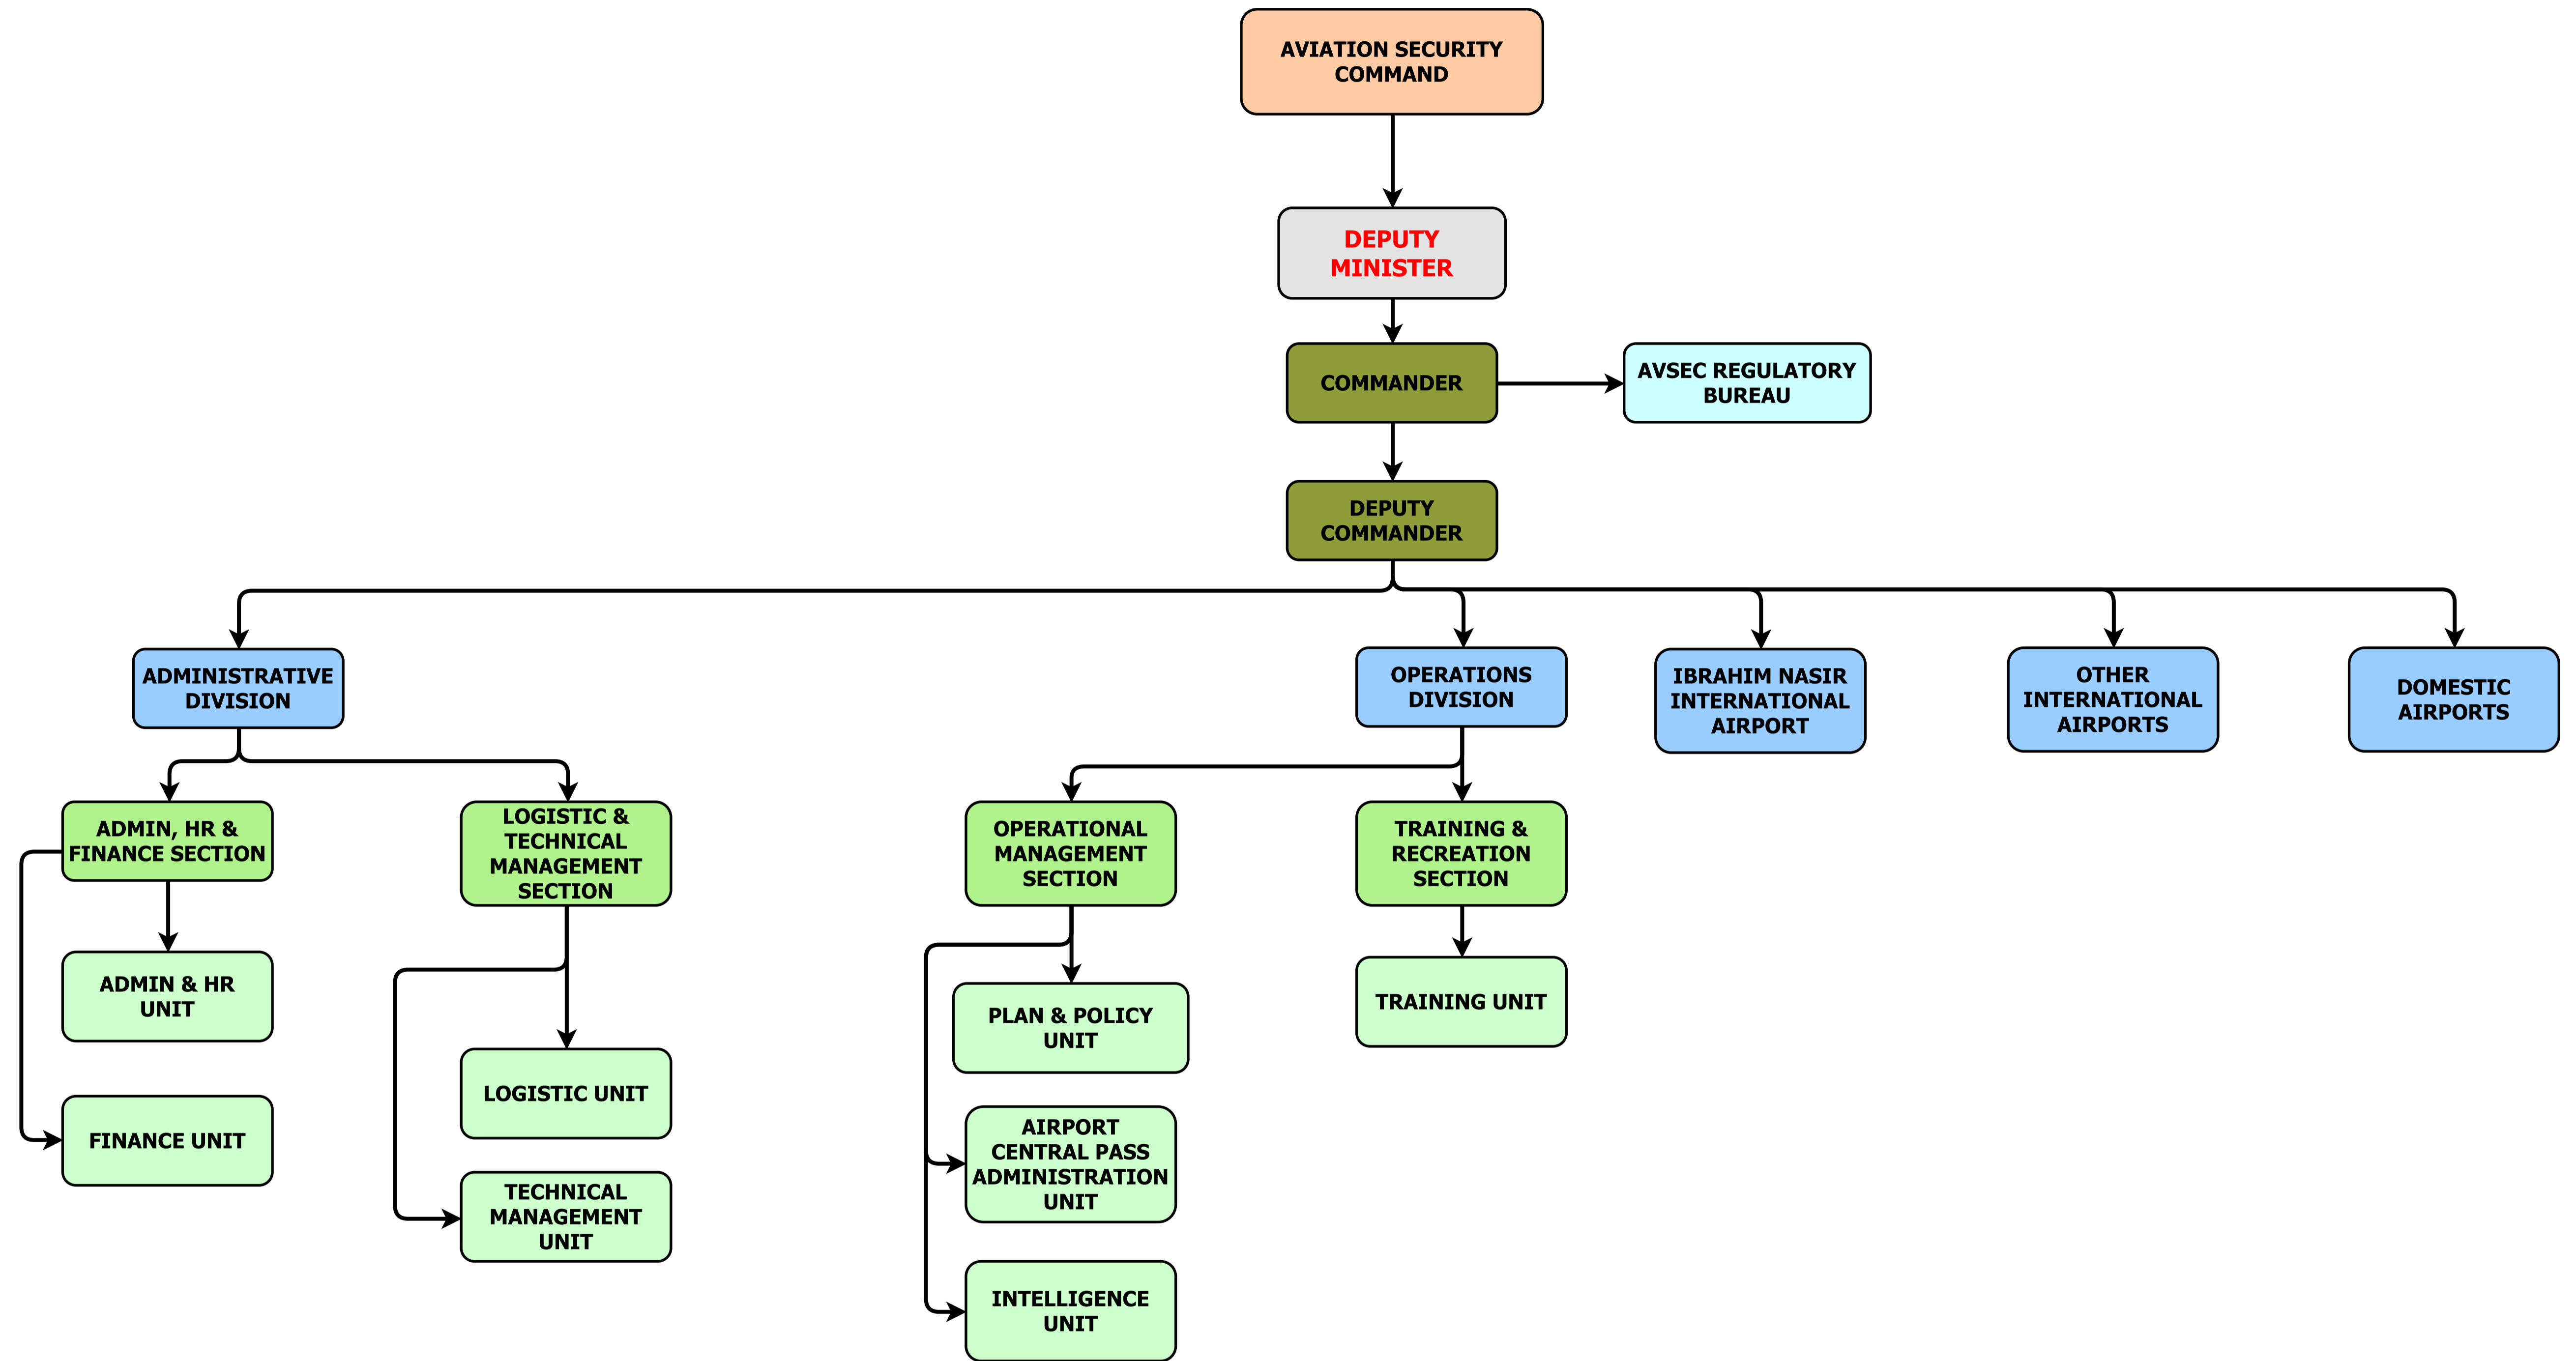 AVIATION SECURITY
COMMAND
DEPUTY
MINISTER
COMMANDER
AVSEC REGULATORY
BUREAU
DEPUTY
COMMANDER
ADMINISTRATIVE
DIVISION
OPERATIONS
DIVISION
IBRAHIM NASIR
INTERNATIONAL
AIRPORT
OTHER
INTERNATIONAL
AIRPORTS
DOMESTIC
AIRPORTS
ADMIN, HR &
FINANCE SECTION
LOGISTIC &
TECHNICAL
MANAGEMENT
SECTION
OPERATIONAL
MANAGEMENT
SECTION
TRAINING &
RECREATION
SECTION
ADMIN & HR
UNIT
FINANCE UNIT
LOGISTIC UNIT
TECHNICAL
MANAGEMENT
UNIT
PLAN & POLICY
UNIT
AIRPORT
CENTRAL PASS
ADMINISTRATION
UNIT
INTELLIGENCE
UNIT
TRAINING UNIT